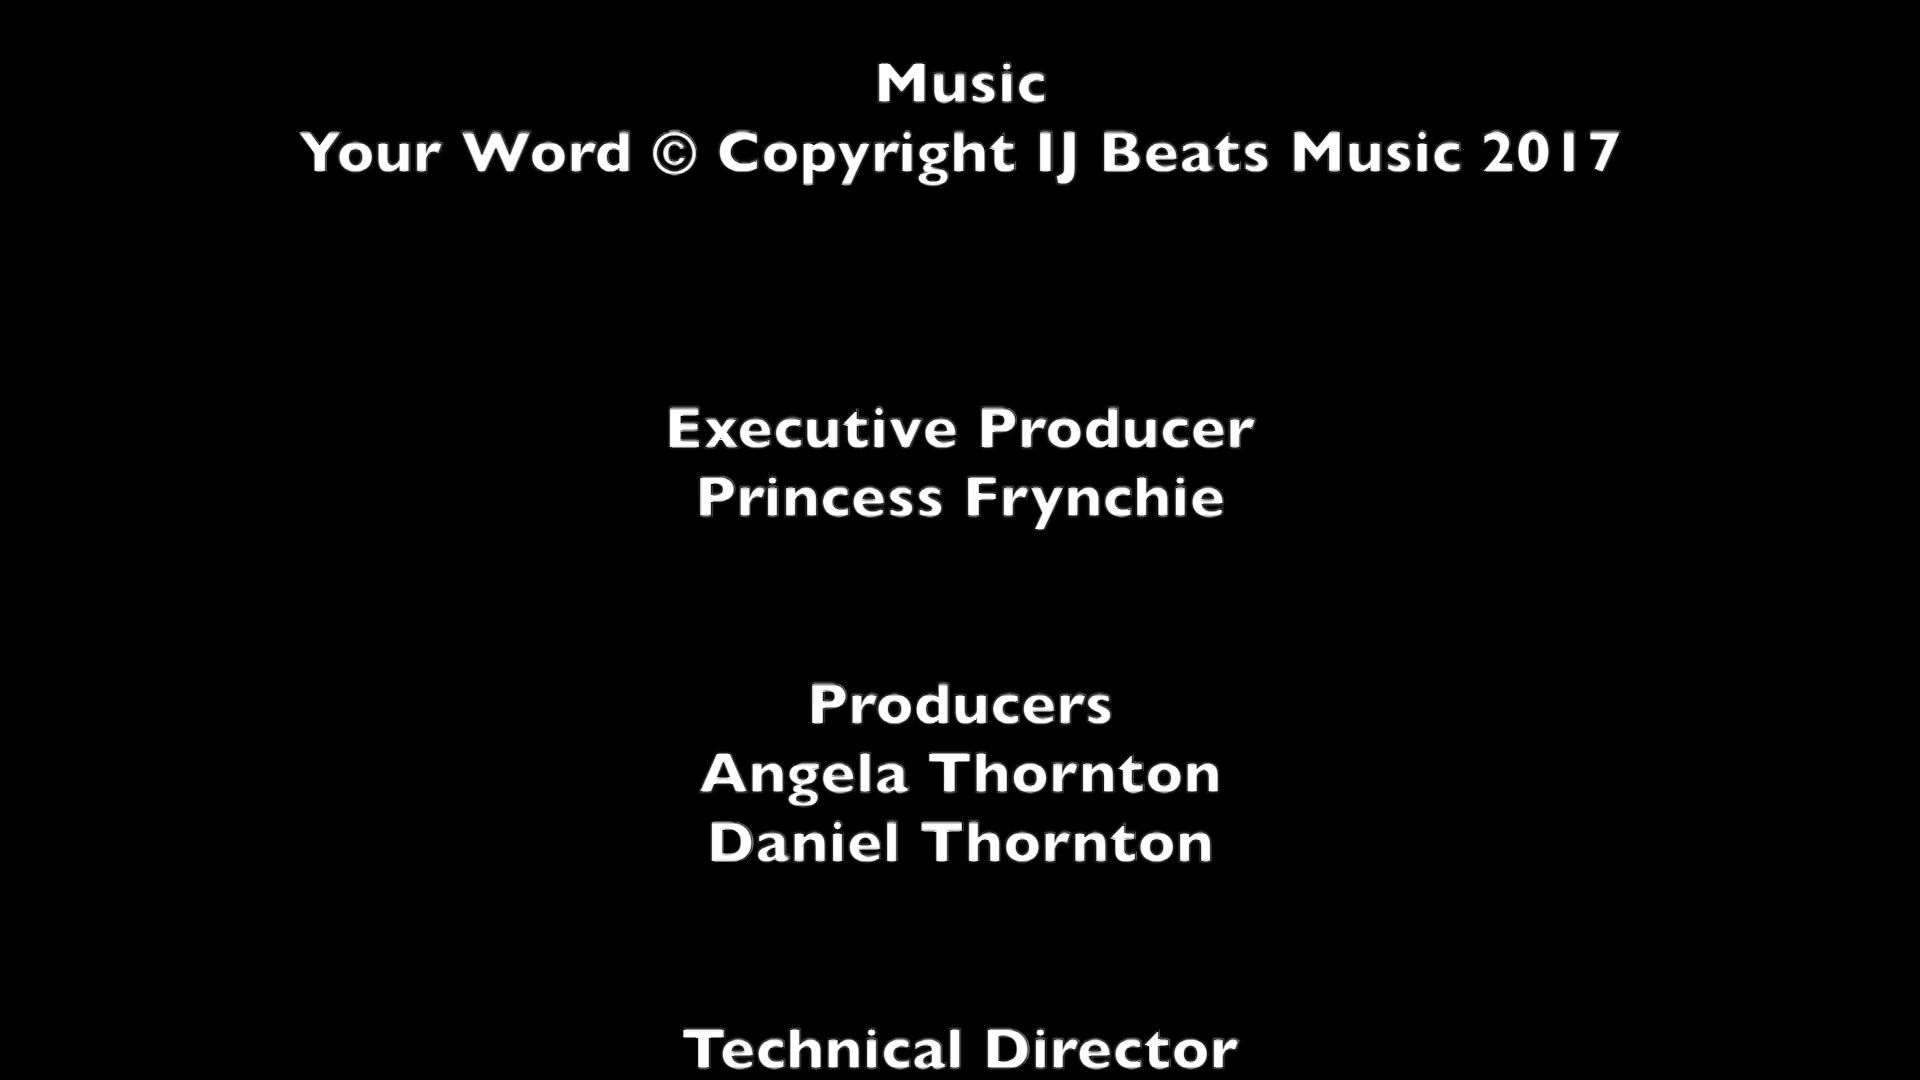 Music
Your Word © Copyright IJ Beats Music 2017
Executive Producer
Princess Frynchie
Producers
Angela Thornton
Daniel Thornton
Technical Director